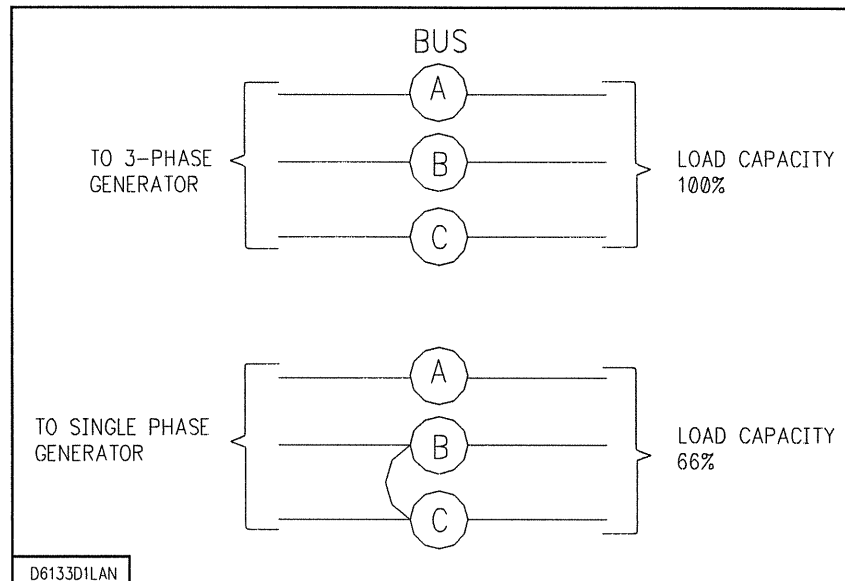 BUS
A
TO 3-PHASE
GENERATOR
B
LOAD CAPACITY
100%
C
A
TO SINGLE PHASE
GENERATOR
B
LOAD CAPACITY
66%
C
D6133D1LAN